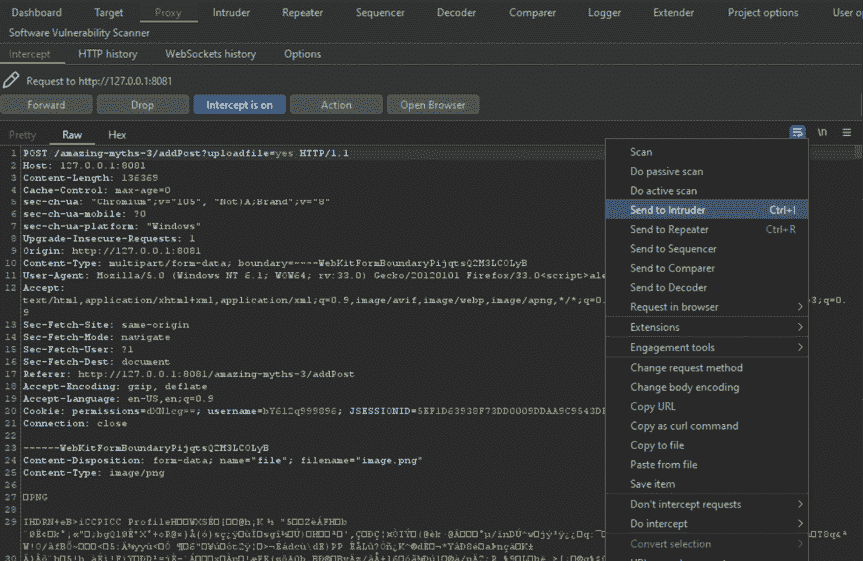 Dashboard Target Proxy Intruder Repeater Sequencer Decoder Comparer Logger Extender Project options User op
Software Vulnerability Scanner
Intercept HTTP history WebSockets history Options
Request to http://127.0.0.1:8081
Forward Drop Intercept is on Action Open Browser
Pretty Raw Hex \n
1 POST /amazing-myths-3/addPost?uploadfile=yes HTTP/1.1
2 Host: 127.0.0.1:8081
3 Content-Length: 136369
4 Cache-Control: max-age=0
5 sec-ch-ua: "Chromium";v="105", "Not)A;Brand";v="8"
6 sec-ch-ua-mobile: ?0
7 sec-ch-ua-platform: "Windows"
8 Upgrade-Insecure-Requests: 1
9 Origin: http://127.0.0.1:8081
10 Content-Type: multipart/form-data; boundary=----WebKitFormBoundaryPijqtsQ2M3LCOLyB
11 User-Agent: Mozilla/5.0 (Windows NT 6.1; WOW64; rv:33.0) Gecko/20120101 Firefox/33.0<script>ale
12 Accept:
text/html,application/xhtml+xml,application/xml;q=0.9,image/avif,image/webp,image/apng,*/*;q=0. 3;q=0.
9
13 Sec-Fetch-Site: same-origin
14 Sec-Fetch-Mode: navigate
15 Sec-Fetch-User: ?1
16 Sec-Fetch-Dest: document
17 Referer: http://127.0.0.1:8081/amazing-myths-3/addPost
18 Accept-Encoding: gzip, deflate
19 Accept-Language: en-US,en;q=0.9
20 Cookie: permissions=dXNlcg==; username=bY612q999896; JSESSIONID=
21 Connection: close
22
23 ------WebKitFormBoundaryPijqtsQ2M3LCOLyB
24 Content-Disposition: form-data; name="file"; filename="image.png"
25 Content-Type: image/png
26
27 PNG
28
29
30
Scan
Do passive scan
Do active scan
Send to Intruder Ctrl+I
Send to Repeater Ctrl+R
Send to Sequencer
Send to Comparer
Send to Decoder
Request in browser
Extensions
Engagement tools
Change request method
Change body encoding
Copy URL
Copy as curl command
Copy to file
Paste from file
Save item
Don't intercept requests
Do intercept
Convert selection